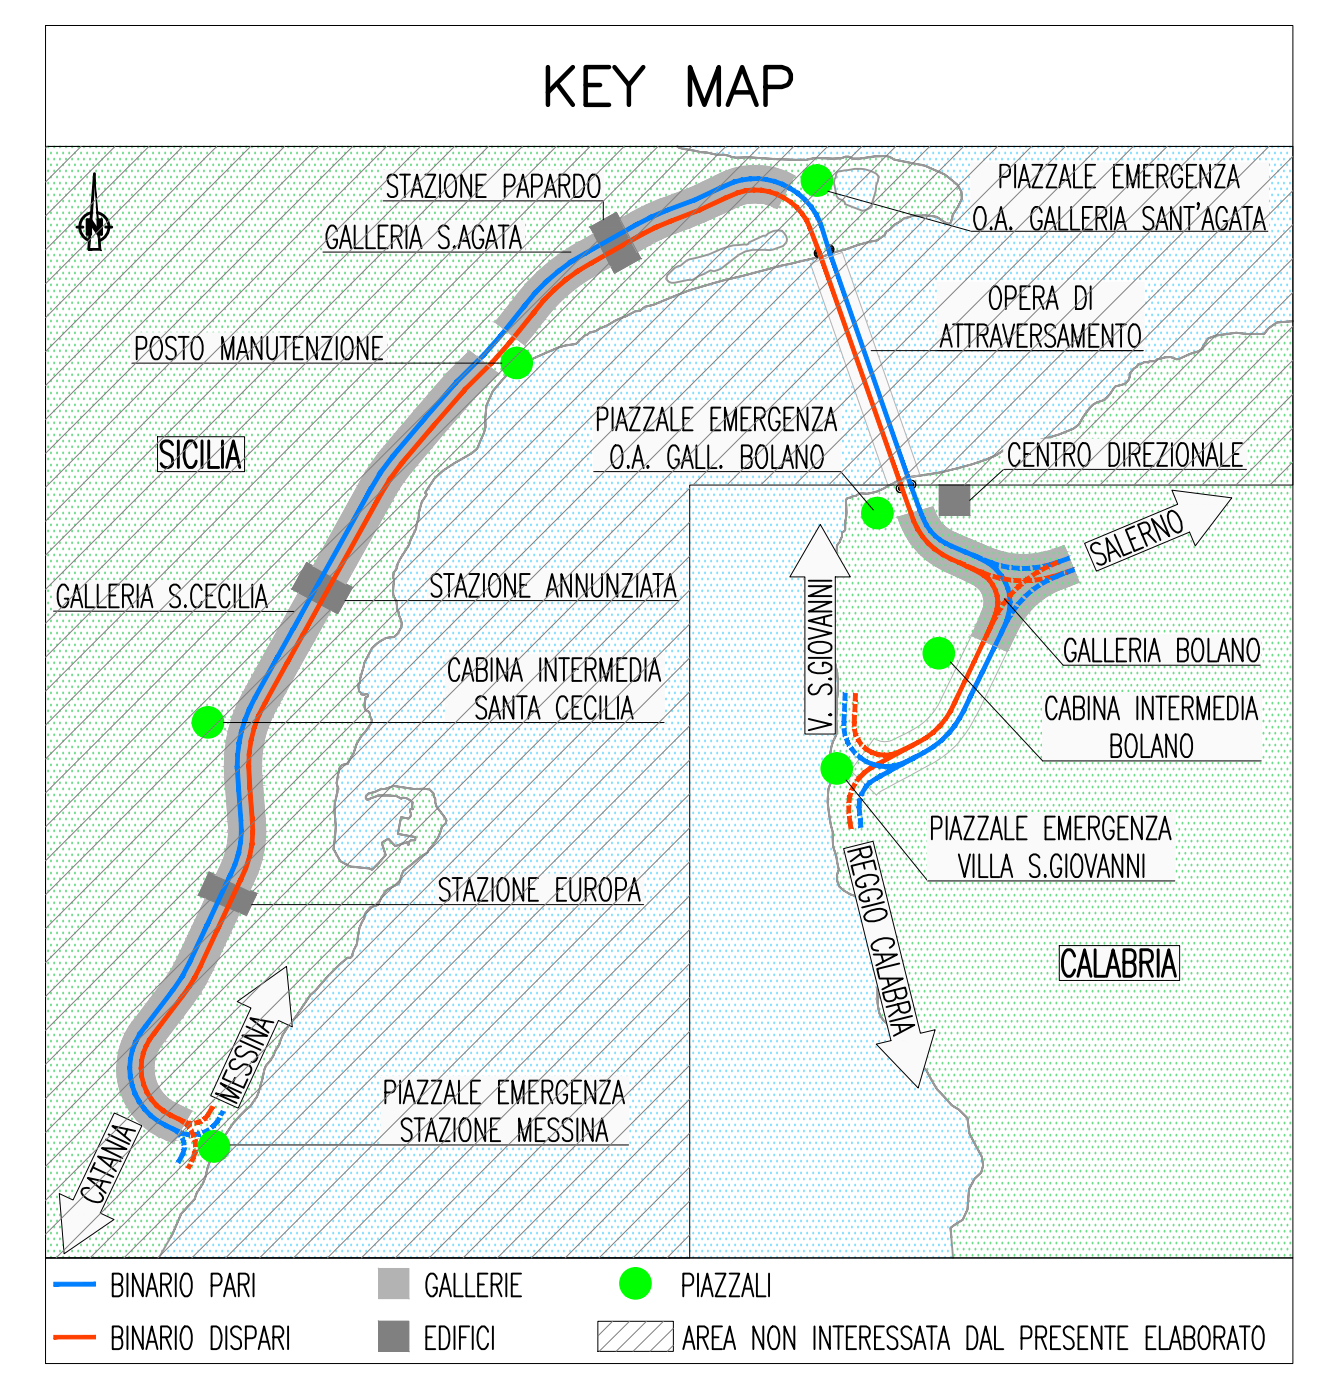 KEY MAP
N
STAZIONE PAPARDO
GALLERIA S.AGATA
PIAZZALE EMERGENZA
O.A. GALLERIA SANT'AGATA
OPERA DI
ATTRAVERSAMENTO
POSTO MANUTENZIONE
PIAZZALE EMERGENZA
O.A. GALL. BOLANO
SICILIA
CENTRO DIREZIONALE
SALERNO
GALLERIA S.CECILIA
STAZIONE ANNUNZIATA
V. S.GIOVANNI
GALLERIA BOLANO
CABINA INTERMEDIA
SANTA CECILIA
CABINA INTERMEDIA
BOLANO
PIAZZALE EMERGENZA
VILLA S.GIOVANNI
STAZIONE EUROPA
REGGIO CALABRIA
CALABRIA
MESSINA
PIAZZALE EMERGENZA
STAZIONE MESSINA
CATANIA
BINARIO PARI
GALLERIE
PIAZZALI
BINARIO DISPARI
EDIFICI
AREA NON INTERESSATA DAL PRESENTE ELABORATO